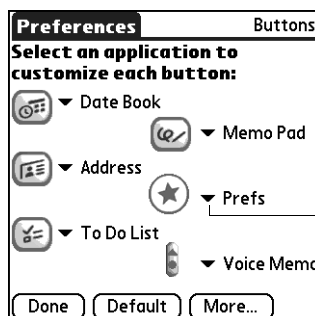 Preferences Buttons
Select an application to
customize each button:
Date Book
Memo Pad
Address
Prefs
To Do List
Voice Memo
Done Default More...